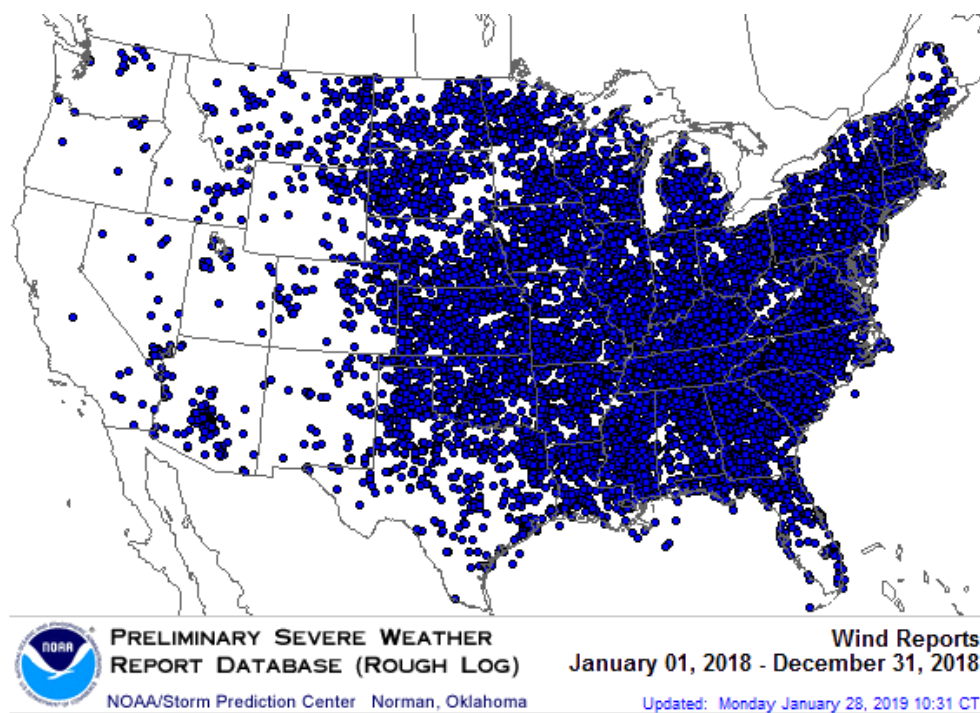 NOAA
PRELIMINARY SEVERE WEATHER
REPORT DATABASE (ROUGH LOG)
NOAA/Storm Prediction Center Norman, Oklahoma
Wind Reports
January 01, 2018 - December 31, 2018
Updated: Monday January 28, 2019 10:31 CT